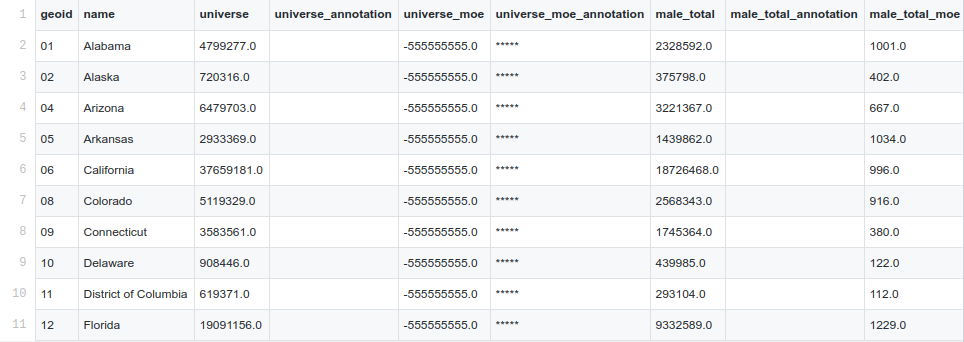 1 geoid name universe universe_annotation universe_moe universe_moe_annotation male_total male_total_annotation male_total_moe
2 01 Alabama 4799277.0 -555555555.0 ***** 2328592.0 1001.0
3 02 Alaska 720316.0 -555555555.0 ***** 375798.0 402.0
4 04 Arizona 6479703.0 -555555555.0 ***** 3221367.0 667.0
5 05 Arkansas 2933369.0 -555555555.0 ***** 1439862.0 1034.0
6 06 California 37659181.0 -555555555.0 ***** 18726468.0 996.0
7 08 Colorado 5119329.0 -555555555.0 ***** 2568343.0 916.0
8 09 Connecticut 3583561.0 -555555555.0 ***** 1745364.0 380.0
9 10 Delaware 908446.0 -555555555.0 ***** 439985.0 122.0
10 11 District of Columbia 619371.0 -555555555.0 ***** 293104.0 112.0
11 12 Florida 19091156.0 -555555555.0 ***** 9332589.0 1229.0